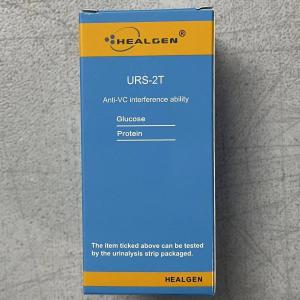 HEALGEN®
URS-2T
Anti-VC interference ability
Glucose
Protein
The item ticked above can be tested
by the urinalysis strip packaged.
HEALGEN